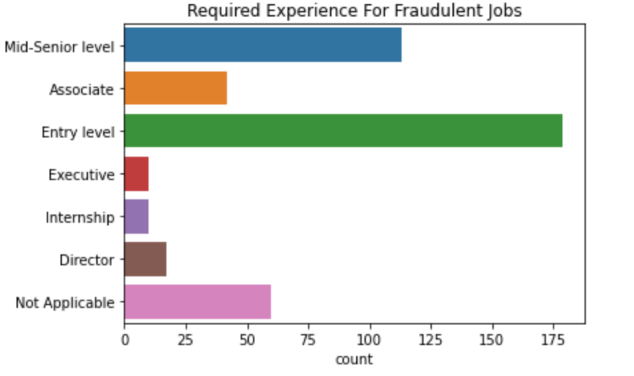 Required Experience For Fraudulent Jobs
Mid-Senior level
Associate
Entry level
Executive
Internship
Director
Not Applicable
0 25 50 75 100 125 150 175
count